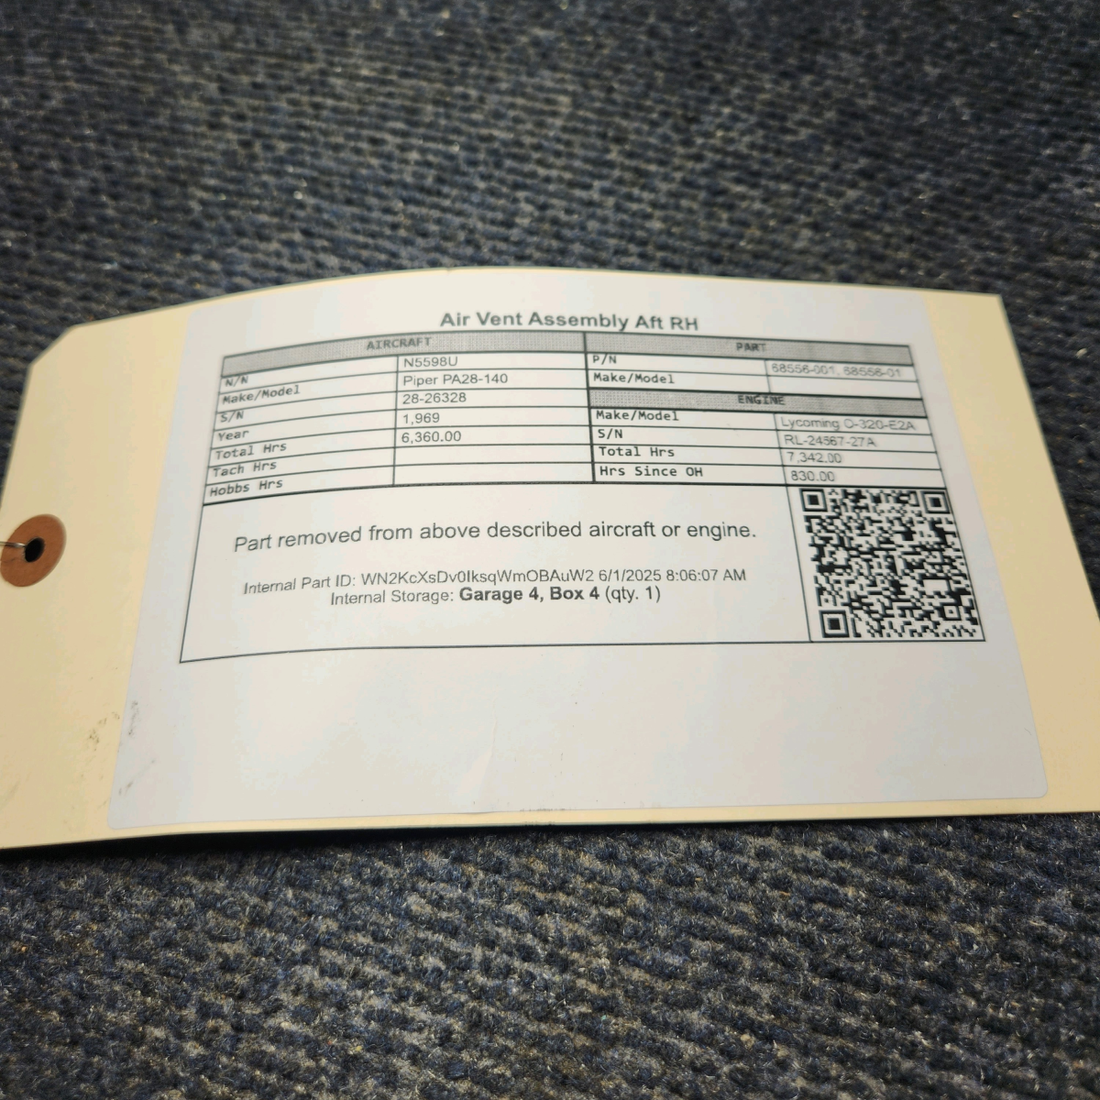 Air Vent Assembly Aft RH
AIRCRAFT
PART
N/N N5598U
P/N 68556-001, 68556-01
Make/Model Piper PA28-140
Make/Model
S/N 28-26328
ENGINE
Year 1,969
Make/Model Lycoming O-320-E2A
Total Hrs 6,360.00
S/N RL-24567-27A
Tach Hrs
Total Hrs 7,342.00
Hobbs Hrs
Hrs Since OH 830.00
Part removed from above described aircraft or engine.
Internal Part ID: WN2KcXsDv0IksqWmOBAuW2 6/1/2025 8:06:07 AM
Internal Storage: Garage 4, Box 4 (qty. 1)